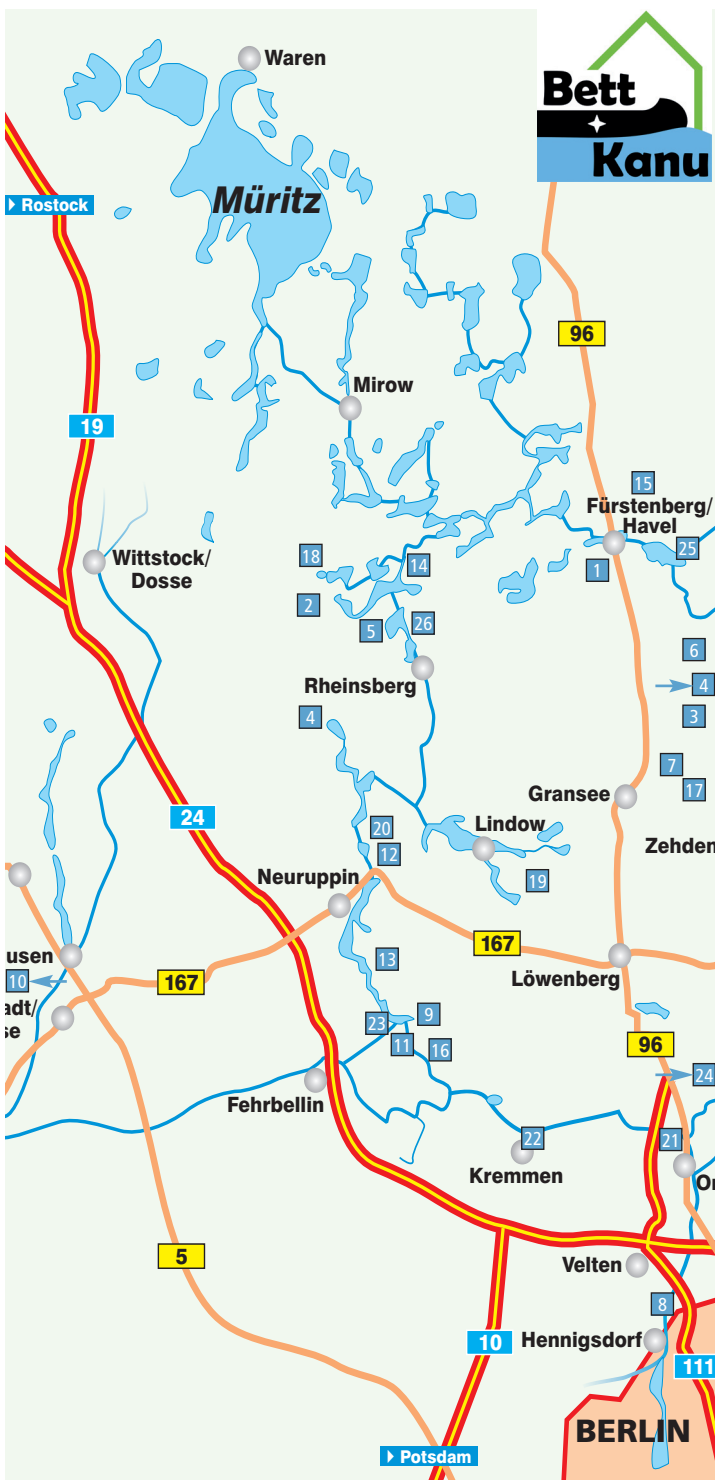 Waren
Bett
Kanu
Müritz
Rostock
96
Mirow
19
15
Fürstenberg/
Havel
25
1
Wittstock/
Dosse
18
14
2
5
26
6
4
3
Rheinsberg
4
7
17
Gransee
24
20
12
Lindow
Zehden
Neuruppin
19
167
usen
10
167
13
Löwenberg
adt/
se
23
9
11
16
96
24
Fehrbellin
22
21
Kremmen
Or
5
Velten
8
10
Hennigsdorf
111
BERLIN
Potsdam